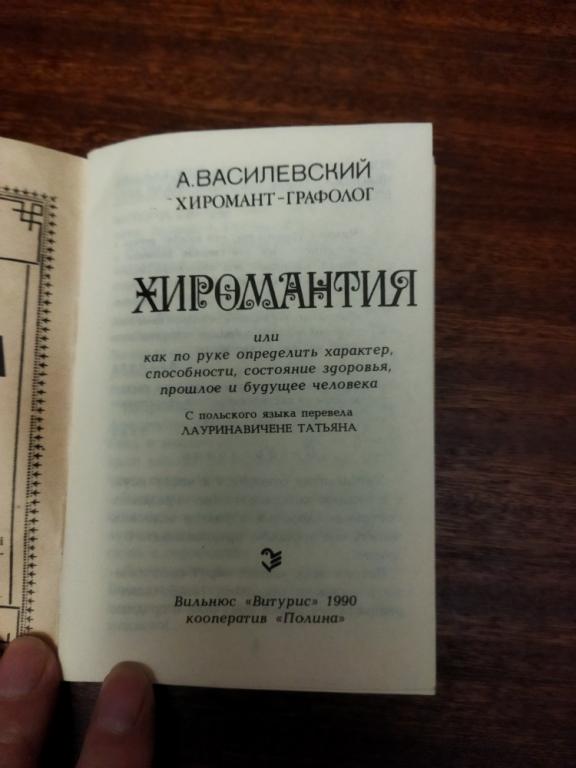 А.ВАСИЛЕВСКИЙ
ХИРОМАНТ-ГРАФОЛОГ
ХИРОМАНТИЯ
или
как по руке определить характер,
способности, состояние здоровья,
прошлое и будущее человека
С польского языка перевела
ЛАУРИНАВИЧЕНЕ ТАТЬЯНА
Вильнюс «Витурис» 1990
кооператив «Полина»